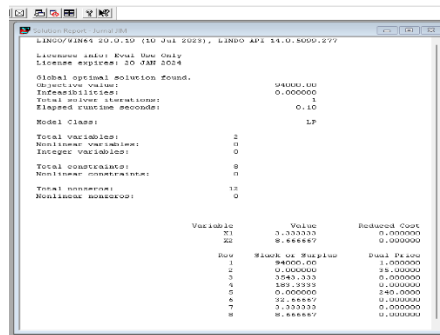 Solution Report - Jurnal JIM
LINGO/WIN64 20.0.19 (10 Jul 2023), LINDO API 14.0.5099.277
Licensee info: Eval Use Only
License expires: 20 JAN 2024
Global optimal solution found.
Objective value: 94000.00
Infeasibilities: 0.000000
Total solver iterations: 1
Elapsed runtime seconds: 0.10
Model Class: LP
Total variables: 2
Nonlinear variables: 0
Integer variables: 0
Total constraints: 8
Nonlinear constraints: 0
Total nonzeros: 12
Nonlinear nonzeros: 0
Variable Value Reduced Cost
X1 3.333333 0.000000
X2 8.666667 0.000000
Row Slack or Surplus Dual Price
1 94000.00 1.000000
2 0.000000 35.00000
3 3543.333 0.000000
4 183.3333 0.000000
5 0.000000 240.0000
6 32.66667 0.000000
7 3.333333 0.000000
8 8.666667 0.000000